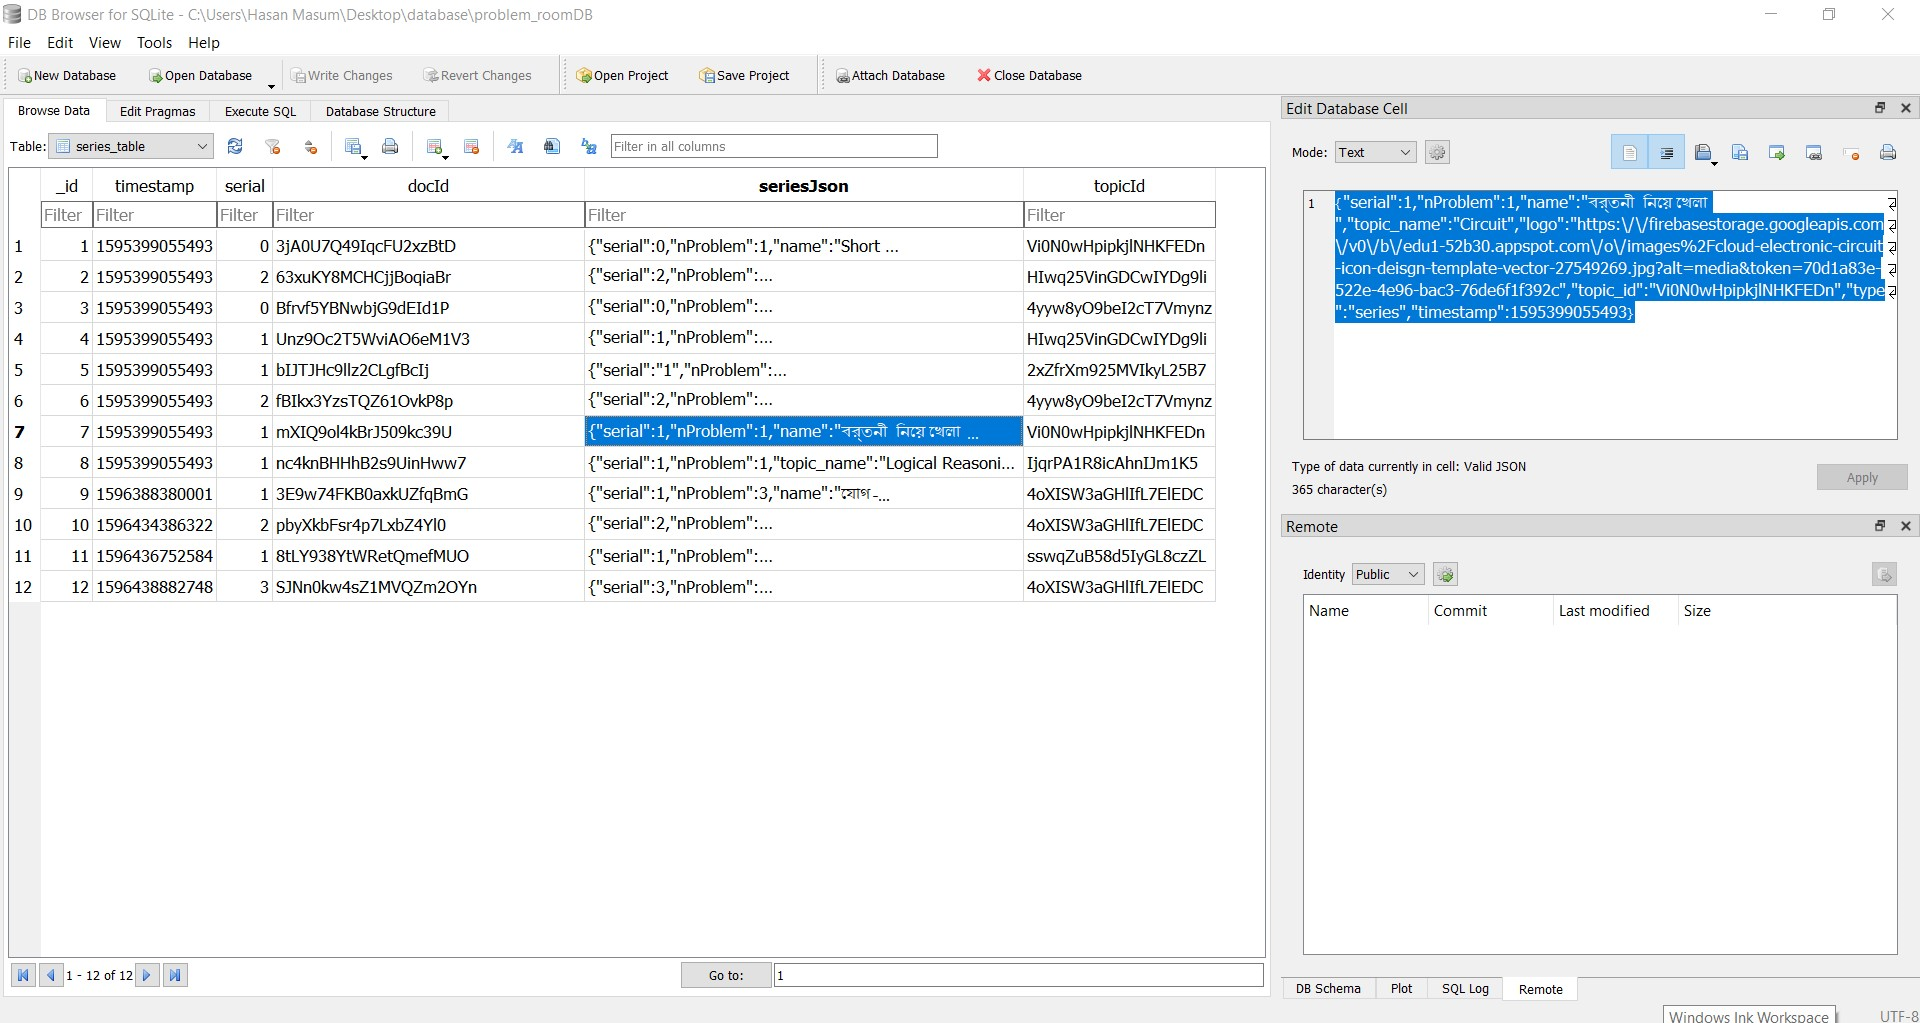 DB Browser for SQLite - C:\Users\Hasan Masum\Desktop\database\problem_roomDB
File Edit View Tools Help
New Database Open Database Write Changes Revert Changes Open Project Save Project Attach Database Close Database
Browse Data Edit Pragmas Execute SQL Database Structure
Table: series_table Filter in all columns
_id timestamp serial docId seriesJson topicId
Filter Filter Filter Filter Filter Filter
1 1 1595399055493 0 3jA0U7Q49IqcFU2xzBtD {"serial":0,"nProblem":1,"name":"Short ... Vi0N0wHpipkjlNHKFEDn
2 2 1595399055493 2 63xuKY8MCHCjjBoqiaBr {"serial":2,"nProblem":... HIwq25VinGDCwIYDg9li
3 3 1595399055493 0 Bfrvf5YBNwbjG9dEId1P {"serial":0,"nProblem":... 4yyw8yO9beI2cT7Vmynz
4 4 1595399055493 1 Unz9Oc2T5WviAO6eM1V3 {"serial":1,"nProblem":... HIwq25VinGDCwIYDg9li
5 5 1595399055493 1 bIJTJHc9llz2CLgfBcIj {"serial":"1","nProblem":... 2xZfrXm925MVIkyL25B7
6 6 1595399055493 2 fBIkx3YzsTQZ61OvkP8p {"serial":2,"nProblem":... 4yyw8yO9beI2cT7Vmynz
7 7 1595399055493 1 mXIQ9ol4kBrJ509kc39U {"serial":1,"nProblem":1,"name":"বর্তনী নিয়ে খেলা ... Vi0N0wHpipkjlNHKFEDn
8 8 1595399055493 1 nc4knBHHhB2s9UinHww7 {"serial":1,"nProblem":1,"topic_name":"Logical Reasoni... IjqrPA1R8icAhnIJm1K5
9 9 1596388380001 1 3E9w74FKB0axkUZfqBmG {"serial":1,"nProblem":3,"name":"যোগ-... 4oXISW3aGHlIfL7ElEDC
10 10 1596434386322 2 pbyXkbFsr4p7LxbZ4Yl0 {"serial":2,"nProblem":... 4oXISW3aGHlIfL7ElEDC
11 11 1596436752584 1 8tLY938YtWRetQmefMUO {"serial":1,"nProblem":... sswqZuB58d5IyGL8czZL
12 12 1596438882748 3 SJNn0kw4sZ1MVQZm2OYn {"serial":3,"nProblem":... 4oXISW3aGHlIfL7ElEDC
1 - 12 of 12 Go to: 1
Edit Database Cell
Mode: Text
1 {"serial":1,"nProblem":1,"name":"বর্তনী নিয়ে খেলা
","topic_name":"Circuit","logo":"https:\/\/firebasestorage.googleapis.com
\/v0\/b\/edu1-52b30.appspot.com\/o\/images%2Fcloud-electronic-circuit
-icon-deisgn-template-vector-27549269.jpg?alt=media&token=70d1a83e-
522e-4e96-bac3-76de6f1f392c","topic_id":"Vi0N0wHpipkjlNHKFEDn","type
":"series","timestamp":1595399055493}
Type of data currently in cell: Valid JSON
365 character(s)
Apply
Remote
Identity Public
Name Commit Last modified Size
DB Schema Plot SQL Log Remote
Windows Ink Workspace
UTF-8